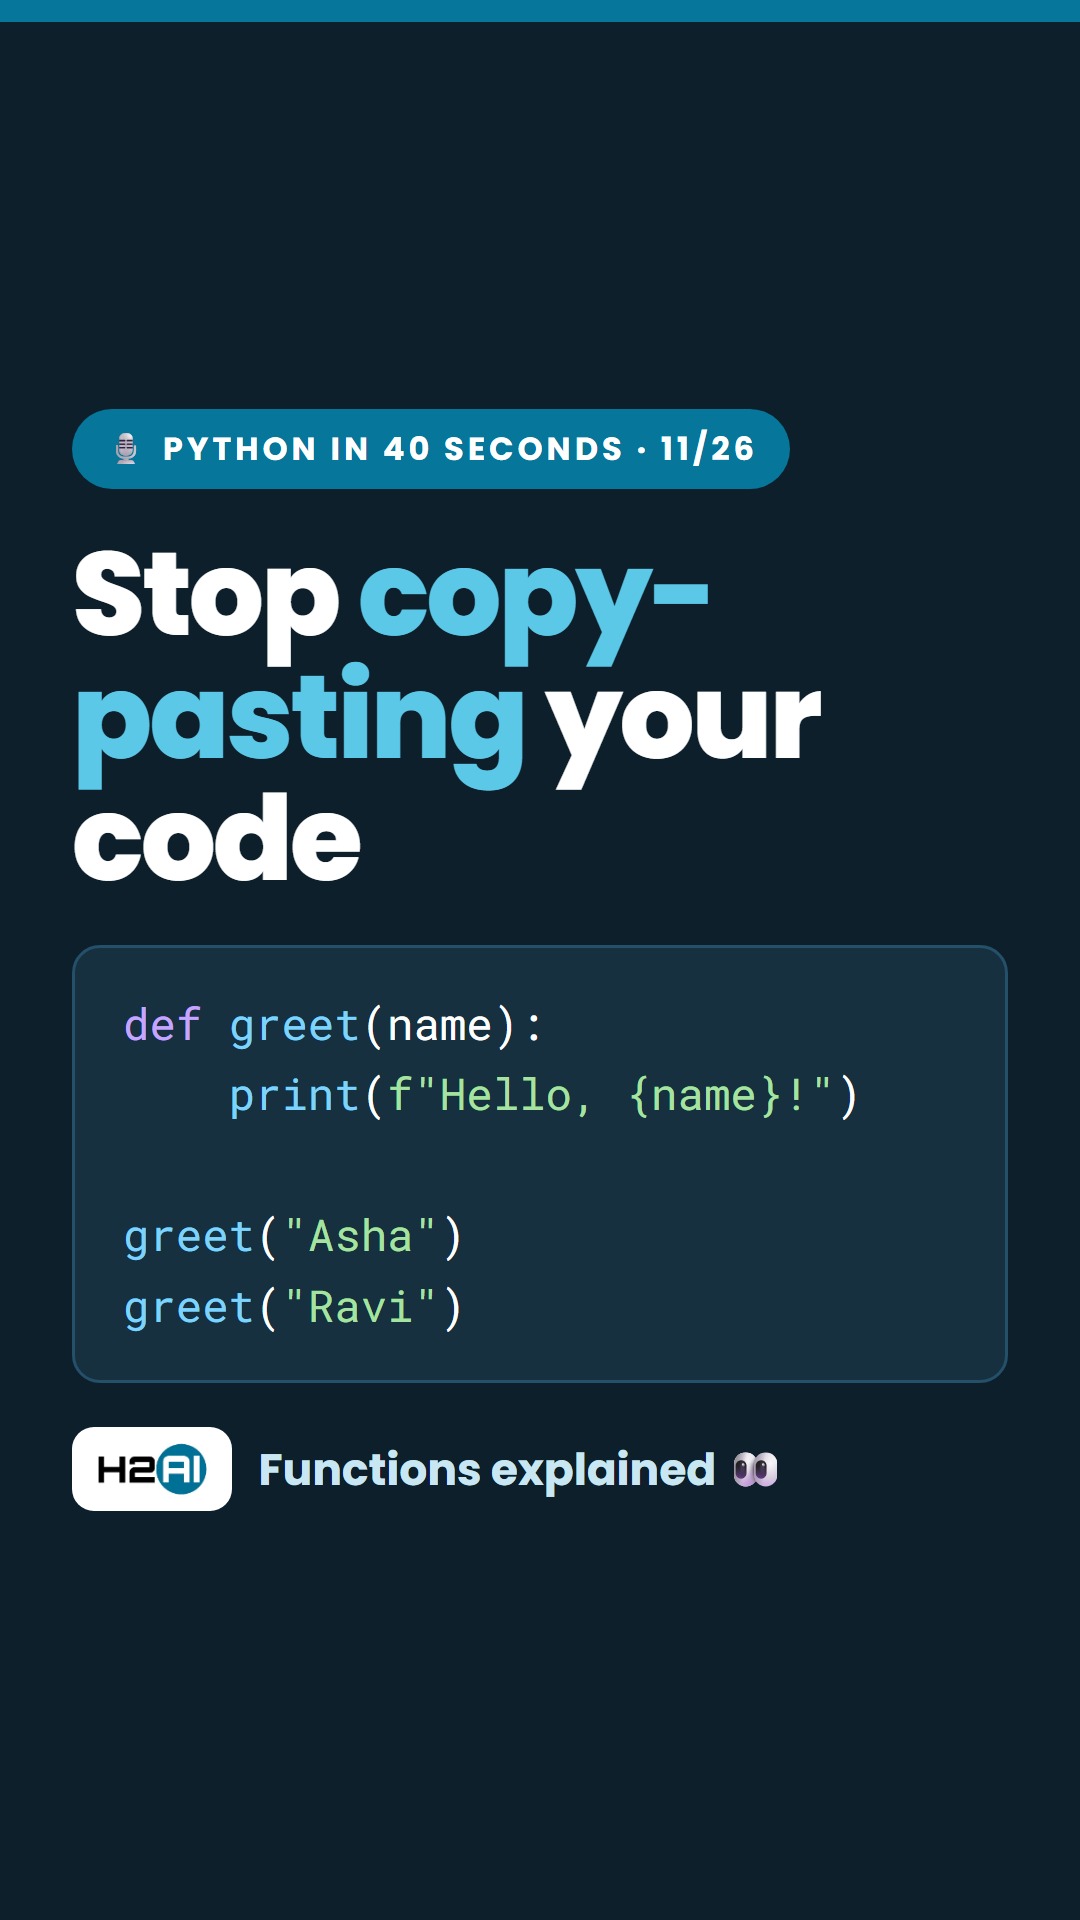 🎙️ PYTHON IN 40 SECONDS · 11/26
Stop copy-
pasting your
code
def greet(name):
    print(f"Hello, {name}!")

greet("Asha")
greet("Ravi")
H2AI Functions explained 👀